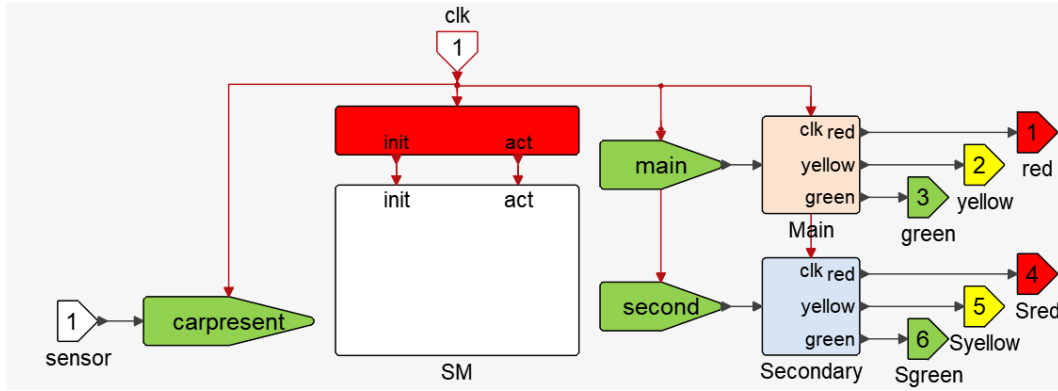 clk
1
init act
init act
SM
1
sensor
carpresent
main
second
clk red
yellow
green
Main
clk red
yellow
green
Secondary
1
red
2
yellow
3
green
4
Sred
5
Syellow
6
Sgreen